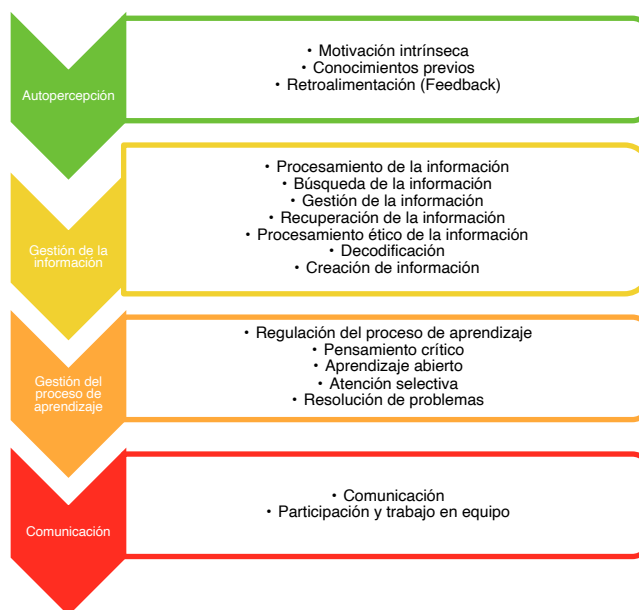 Autopercepción
• Motivación intrínseca
• Conocimientos previos
• Retroalimentación (Feedback)
Gestión de la
información
• Procesamiento de la información
• Búsqueda de la información
• Gestión de la información
• Recuperación de la información
• Procesamiento ético de la información
• Decodificación
• Creación de información
Gestión del
proceso de
aprendizaje
• Regulación del proceso de aprendizaje
• Pensamiento crítico
• Aprendizaje abierto
• Atención selectiva
• Resolución de problemas
Comunicación
• Comunicación
• Participación y trabajo en equipo